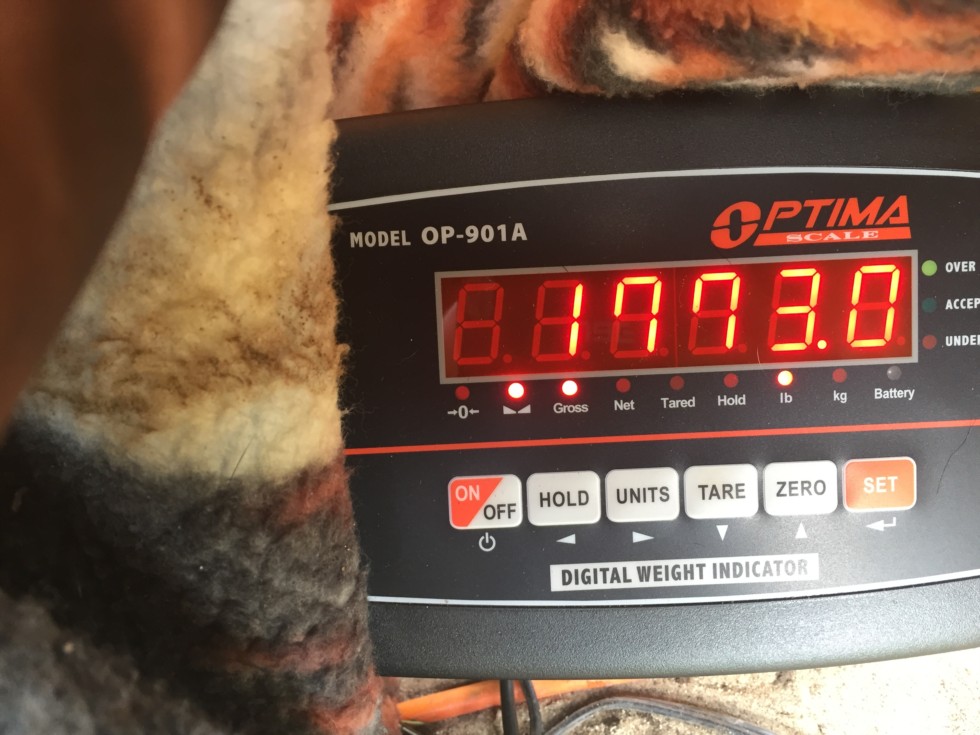 OPTIMA
SCALE
MODEL OP-901A
1773.0
OVER
ACCEP
UNDE
→0← Gross Net Tared Hold lb kg Battery
ON OFF HOLD UNITS TARE ZERO SET
DIGITAL WEIGHT INDICATOR